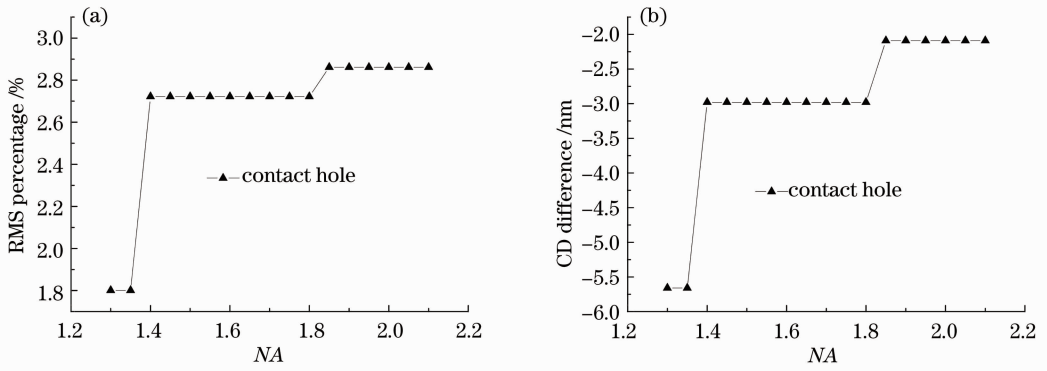 (a)
RMS percentage /%
3.0
2.8
2.6
2.4
2.2
2.0
1.8
contact hole
1.2 1.4 1.6 1.8 2.0 2.2
NA
(b)
CD difference /nm
−2.0
−2.5
−3.0
−3.5
−4.0
−4.5
−5.0
−5.5
−6.0
contact hole
1.2 1.4 1.6 1.8 2.0 2.2
NA